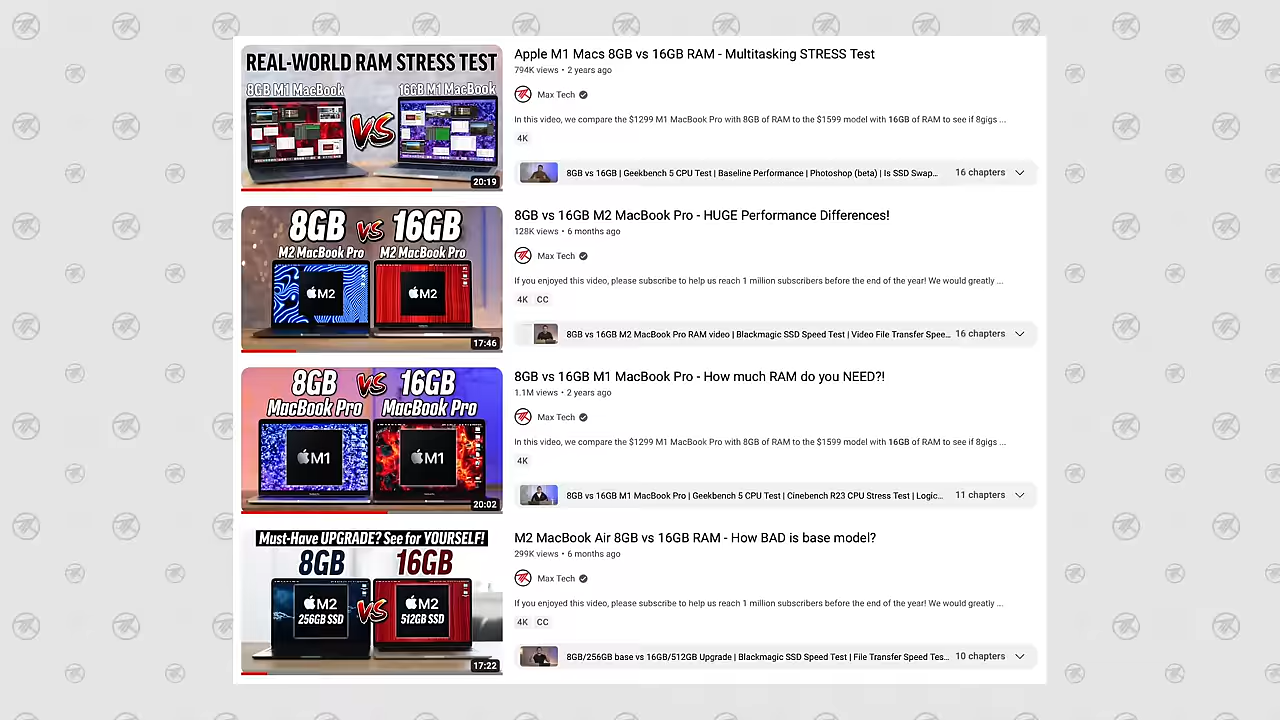 REAL-WORLD RAM STRESS TEST
8GB M1 MacBook
16GB M1 MacBook
VS
20:19
Apple M1 Macs 8GB vs 16GB RAM - Multitasking STRESS Test
794K views • 2 years ago
Max Tech
In this video, we compare the $1299 M1 MacBook Pro with 8GB of RAM to the $1599 model with 16GB of RAM to see if 8gigs ...
4K
8GB vs 16GB | Geekbench 5 CPU Test | Baseline Performance | Photoshop (beta) | Is SSD Swap...
16 chapters
8GB VS 16GB
M2 MacBook Pro M2 MacBook Pro
M2 M2
17:46
8GB vs 16GB M2 MacBook Pro - HUGE Performance Differences!
128K views • 6 months ago
Max Tech
If you enjoyed this video, please subscribe to help us reach 1 million subscribers before the end of the year! We would greatly ...
4K CC
8GB vs 16GB M2 MacBook Pro RAM video | Blackmagic SSD Speed Test | Video File Transfer Spee...
16 chapters
8GB VS 16GB
MacBook Pro MacBook Pro
M1 M1
20:02
8GB vs 16GB M1 MacBook Pro - How much RAM do you NEED?!
1.1M views • 2 years ago
Max Tech
In this video, we compare the $1299 M1 MacBook Pro with 8GB of RAM to the $1599 model with 16GB of RAM to see if 8gigs ...
4K
8GB vs 16GB M1 MacBook Pro | Geekbench 5 CPU Test | Cinebench R23 CPU Stress Test | Logic...
11 chapters
Must-Have UPGRADE? See for YOURSELF!
8GB 16GB
M2 VS M2
256GB SSD 512GB SSD
17:22
M2 MacBook Air 8GB vs 16GB RAM - How BAD is base model?
299K views • 6 months ago
Max Tech
If you enjoyed this video, please subscribe to help us reach 1 million subscribers before the end of the year! We would greatly ...
4K CC
8GB/256GB base vs 16GB/512GB Upgrade | Blackmagic SSD Speed Test | File Transfer Speed Tes...
10 chapters